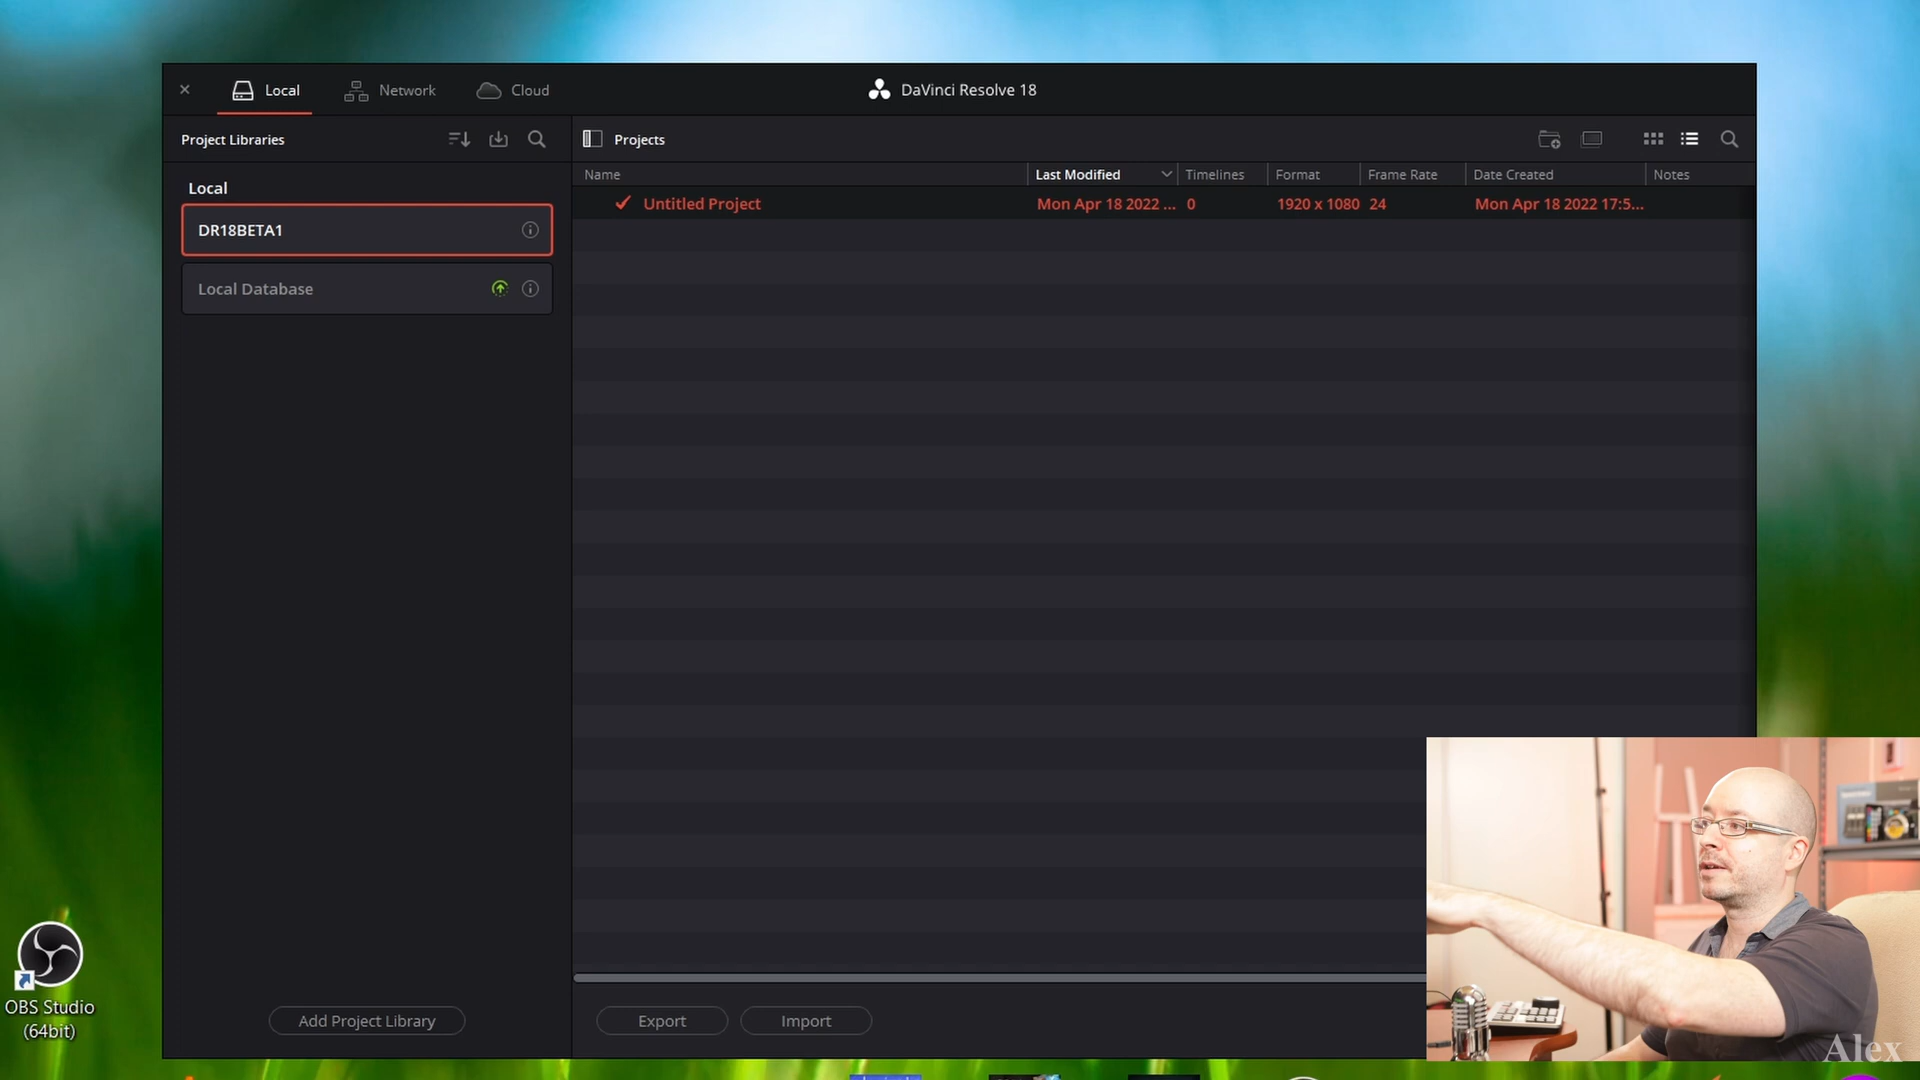 Local
Network
Cloud
DaVinci Resolve 18
Project Libraries
Projects
Name
Last Modified
Timelines
Format
Frame Rate
Date Created
Notes
Local
DR18BETA1
Local Database
Untitled Project
Mon Apr 18 2022 ...
0
1920 x 1080
24
Mon Apr 18 2022 17:5...
OBS Studio
(64bit)
Add Project Library
Export
Import
Alex